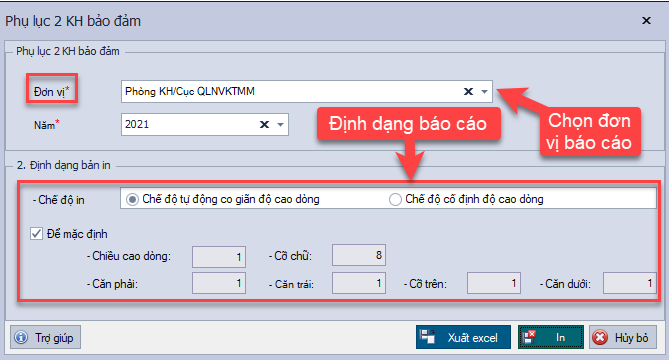 Phụ lục 2 KH bảo đảm
Phụ lục 2 KH bảo đảm
Đơn vị* Phòng KH/Cục QLNVKTMM
Năm* 2021
Định dạng báo cáo
Chọn đơn
vị báo cáo
2. Định dạng bản in
- Chế độ in Chế độ tự động co giãn độ cao dòng Chế độ cố định độ cao dòng
Để mặc định
- Chiều cao dòng: 1 - Cỡ chữ: 8
- Căn phải: 1 - Căn trái: 1 - Cỡ trên: 1 - Căn dưới: 1
Trợ giúp Xuất excel In Hủy bỏ